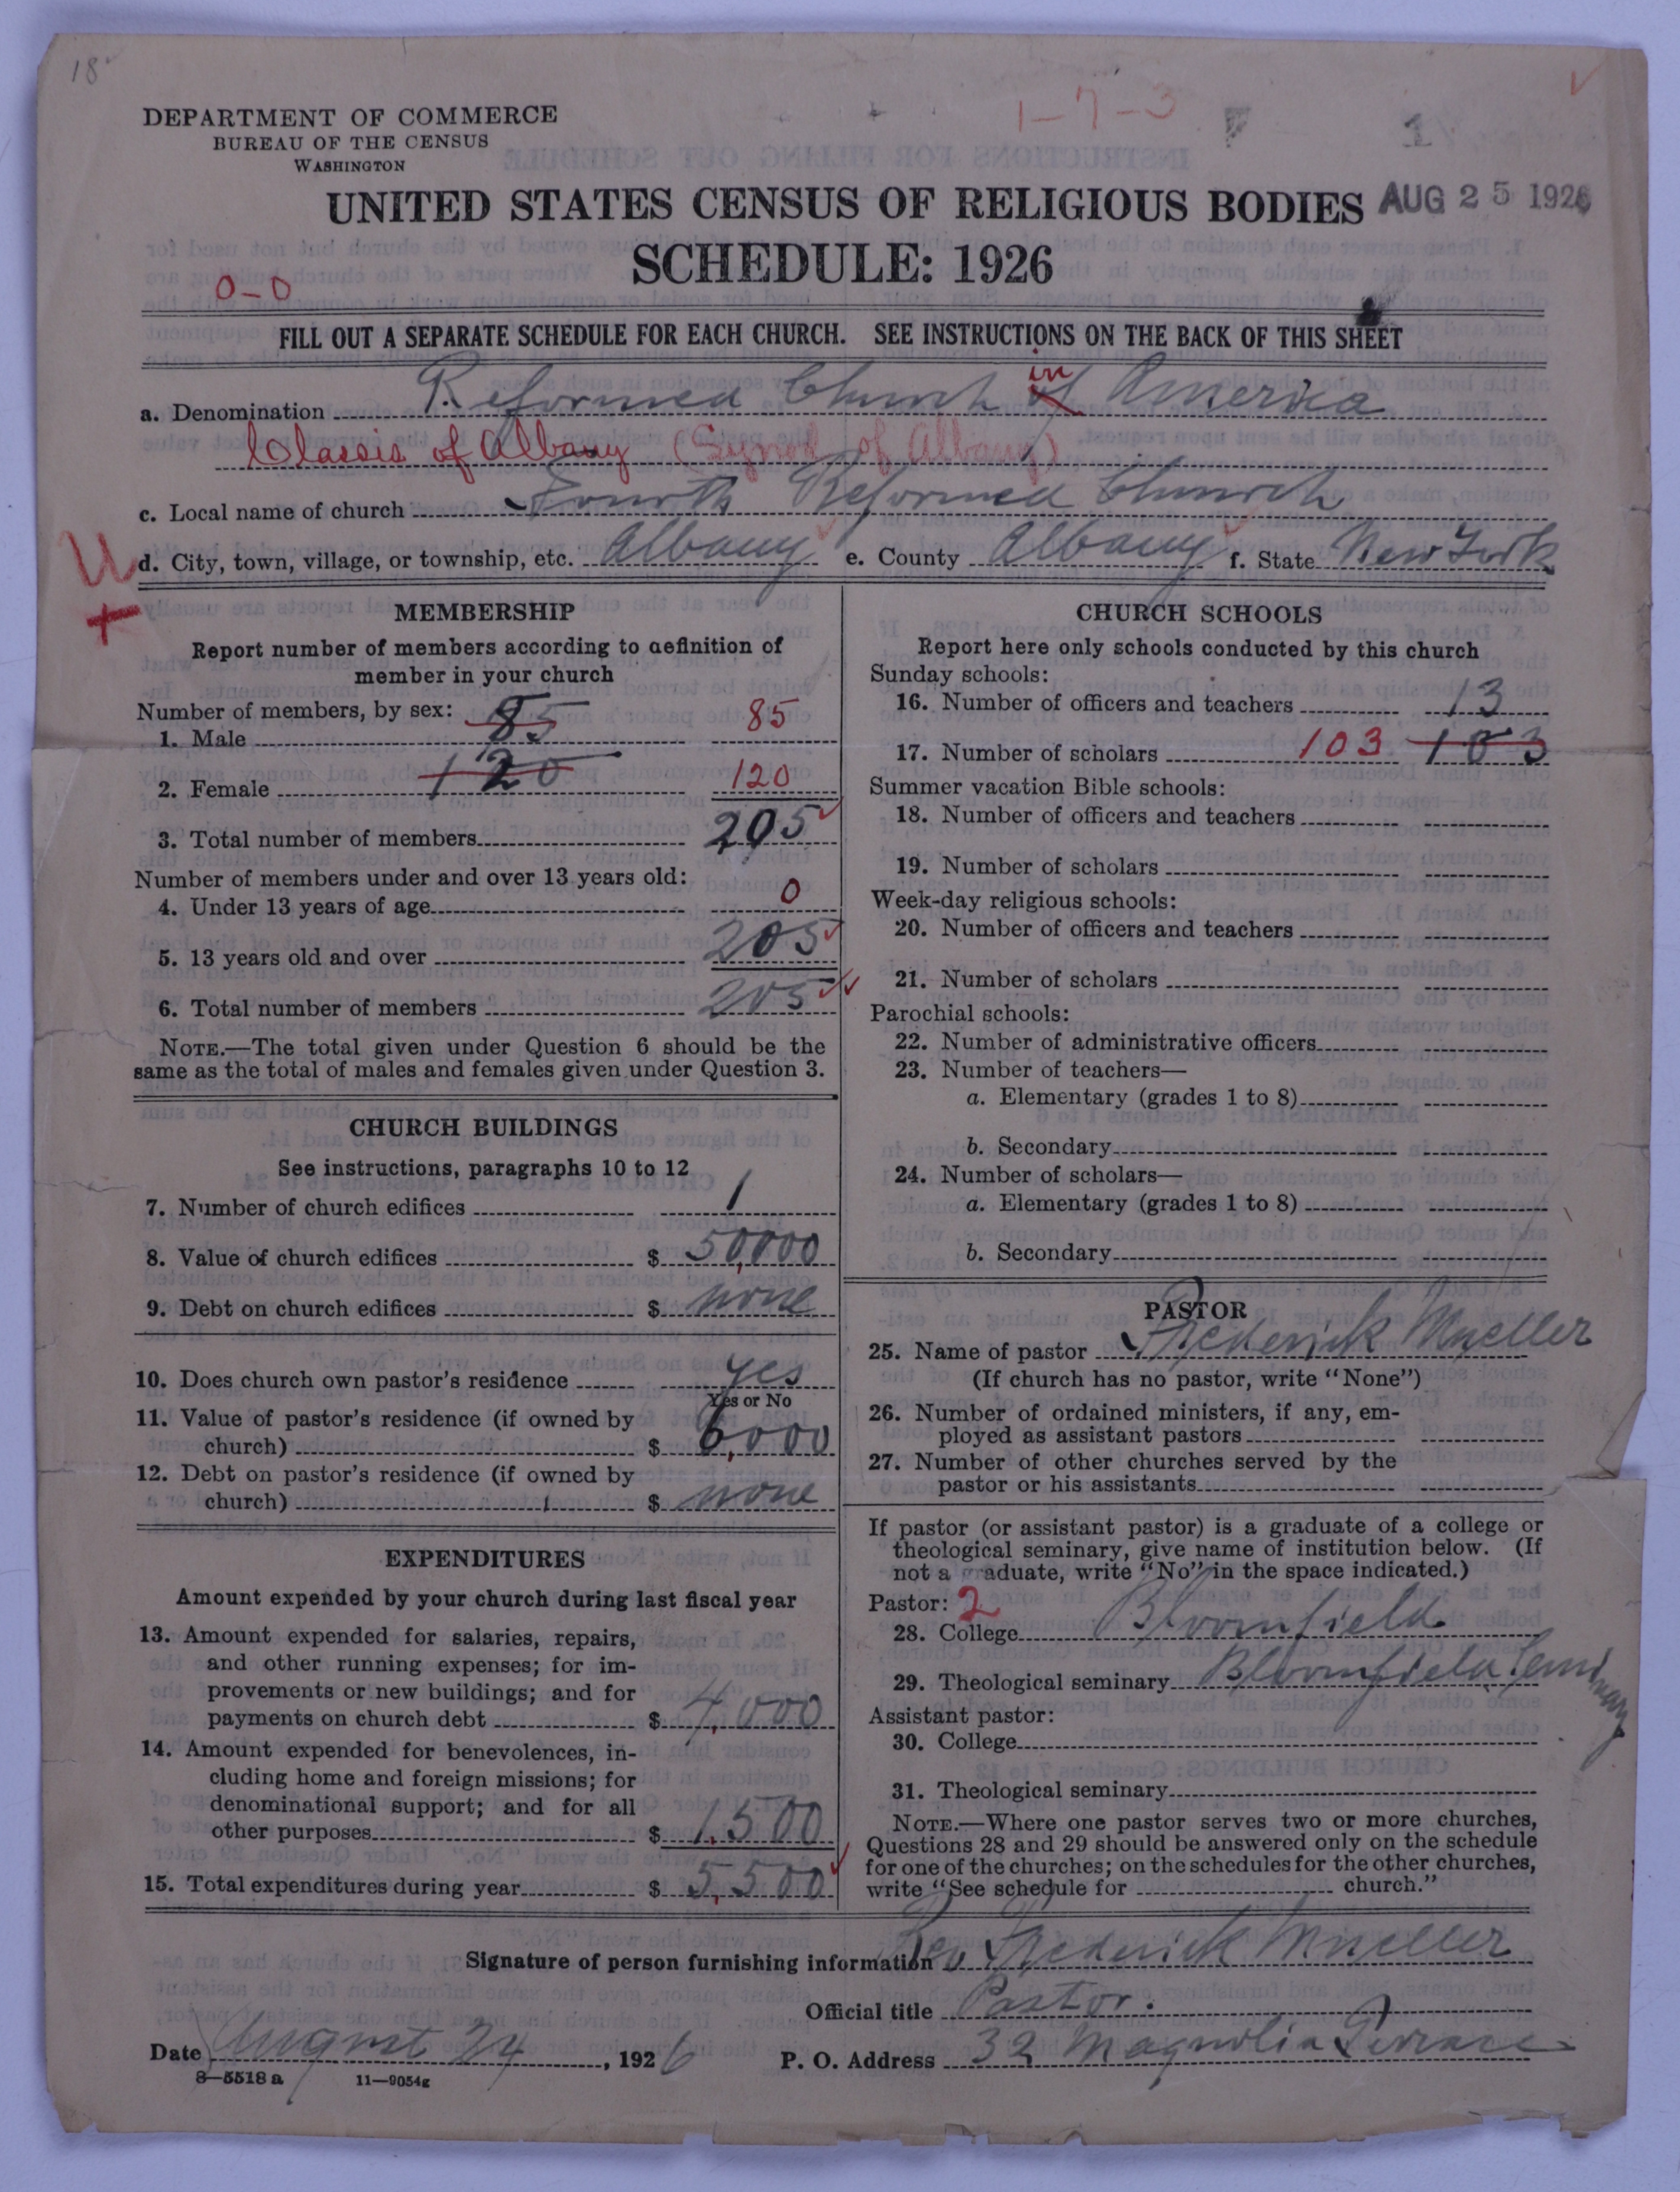 18
1-7-3
1
DEPARTMENT OF COMMERCE
BUREAU OF THE CENSUS
WASHINGTON
UNITED STATES CENSUS OF RELIGIOUS BODIES AUG 25 1926
SCHEDULE: 1926
0-0
FILL OUT A SEPARATE SCHEDULE FOR EACH CHURCH. SEE INSTRUCTIONS ON THE BACK OF THIS SHEET
a. Denomination Reformed Church of in America
Classis of Albany (Synod of Albany)
c. Local name of church Fourth Reformed Church
U d. City, town, village, or township, etc. Albany e. County Albany f. State New York
MEMBERSHIP
Report number of members according to definition of
member in your church
Number of members, by sex:
1. Male 85 85
2. Female 120 120
3. Total number of members 205
Number of members under and over 13 years old:
4. Under 13 years of age 0
5. 13 years old and over 205
6. Total number of members 205
NOTE.—The total given under Question 6 should be the
same as the total of males and females given under Question 3.
CHURCH BUILDINGS
See instructions, paragraphs 10 to 12
7. Number of church edifices 1
8. Value of church edifices $ 50,000
9. Debt on church edifices $ none
10. Does church own pastor's residence yes
Yes or No
11. Value of pastor's residence (if owned by
church) $ 6,000
12. Debt on pastor's residence (if owned by
church) $ none
EXPENDITURES
Amount expended by your church during last fiscal year
13. Amount expended for salaries, repairs,
and other running expenses; for im-
provements or new buildings; and for
payments on church debt $ 4,000
14. Amount expended for benevolences, in-
cluding home and foreign missions; for
denominational support; and for all
other purposes $ 1,500
15. Total expenditures during year $ 5,500
CHURCH SCHOOLS
Report here only schools conducted by this church
Sunday schools:
16. Number of officers and teachers 13
17. Number of scholars 103 103
Summer vacation Bible schools:
18. Number of officers and teachers
19. Number of scholars
Week-day religious schools:
20. Number of officers and teachers
21. Number of scholars
Parochial schools:
22. Number of administrative officers
23. Number of teachers—
a. Elementary (grades 1 to 8)
b. Secondary
24. Number of scholars—
a. Elementary (grades 1 to 8)
b. Secondary
PASTOR
25. Name of pastor Frederick Mueller
(If church has no pastor, write "None")
26. Number of ordained ministers, if any, em-
ployed as assistant pastors
27. Number of other churches served by the
pastor or his assistants
If pastor (or assistant pastor) is a graduate of a college or
theological seminary, give name of institution below. (If
not a graduate, write "No" in the space indicated.)
Pastor: 2
28. College Bloomfield
29. Theological seminary Bloomfield Seminary
Assistant pastor:
30. College
31. Theological seminary
NOTE.—Where one pastor serves two or more churches,
Questions 28 and 29 should be answered only on the schedule
for one of the churches; on the schedules for the other churches,
write "See schedule for church."
Signature of person furnishing information Rev Frederick Mueller
Official title Pastor.
Date August 24, 1926 P. O. Address 32 Magnolia Terrace
8-5518 a 11-9054g